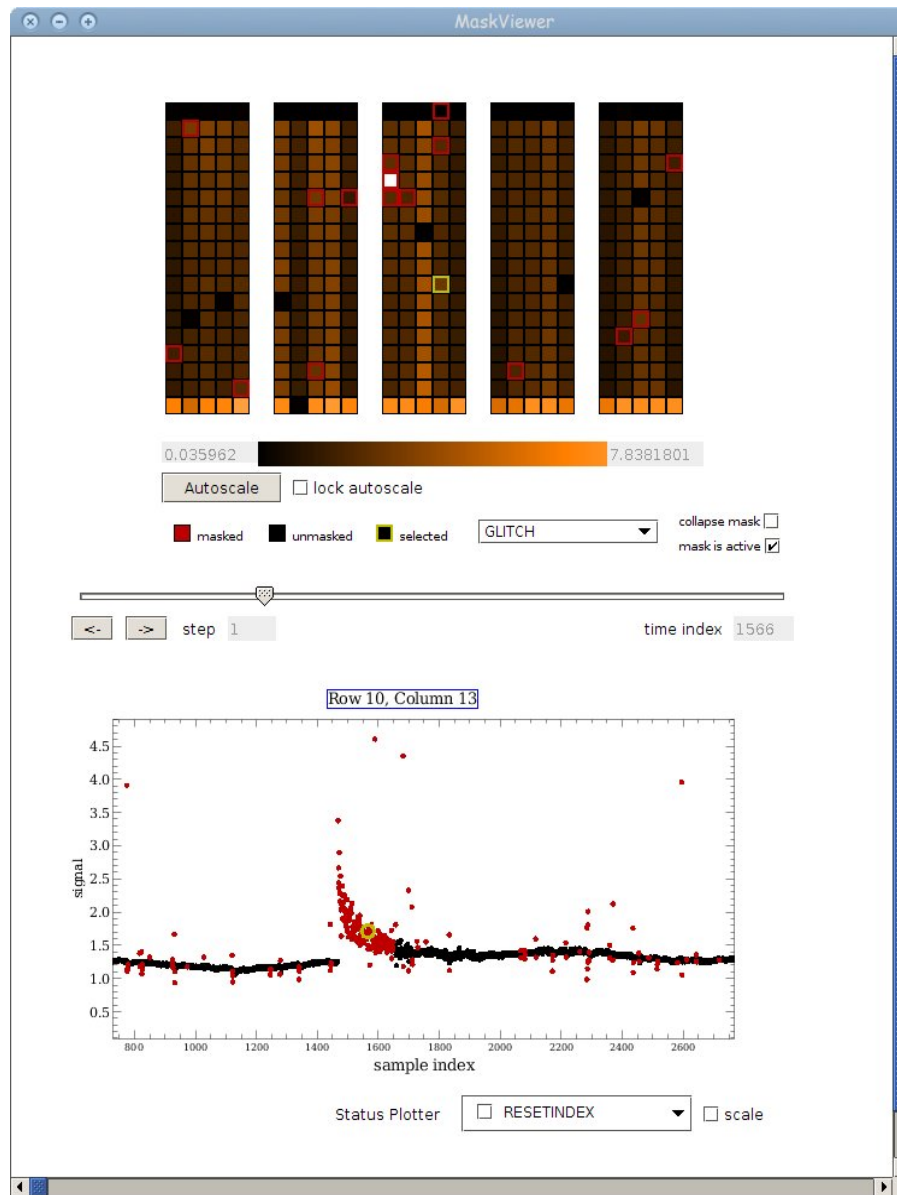 MaskViewer
0.035962 7.8381801
Autoscale lock autoscale
masked unmasked selected GLITCH collapse mask
mask is active
<- -> step 1 time index 1566
Row 10, Column 13
4.5
4.0
3.5
3.0
2.5
2.0
1.5
1.0
0.5
signal
800 1000 1200 1400 1600 1800 2000 2200 2400 2600
sample index
Status Plotter RESETINDEX scale